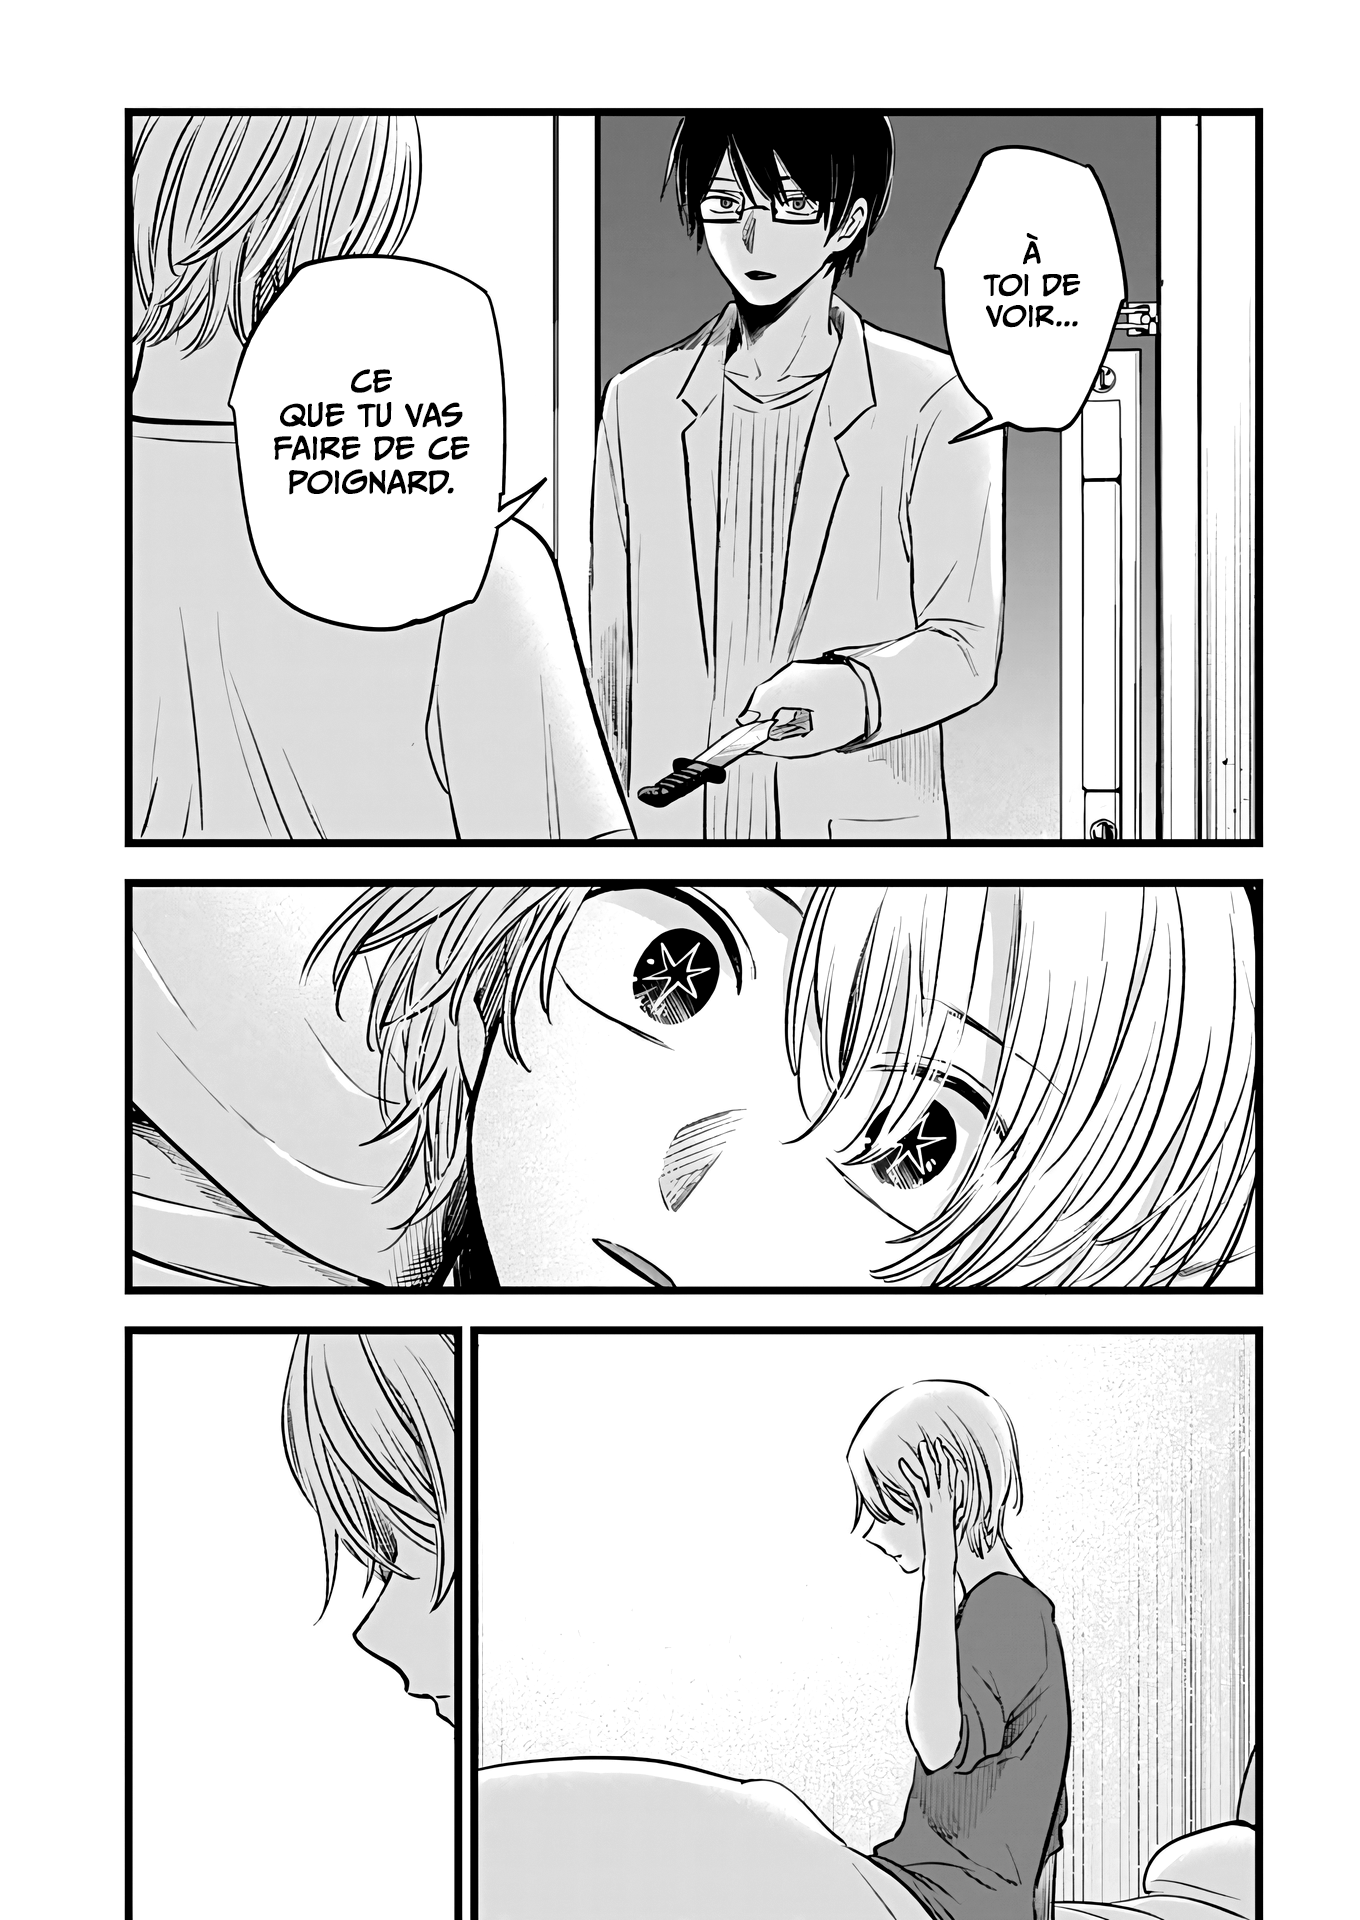 À
TOI DE
VOIR...
CE
QUE TU VAS
FAIRE DE CE
POIGNARD.